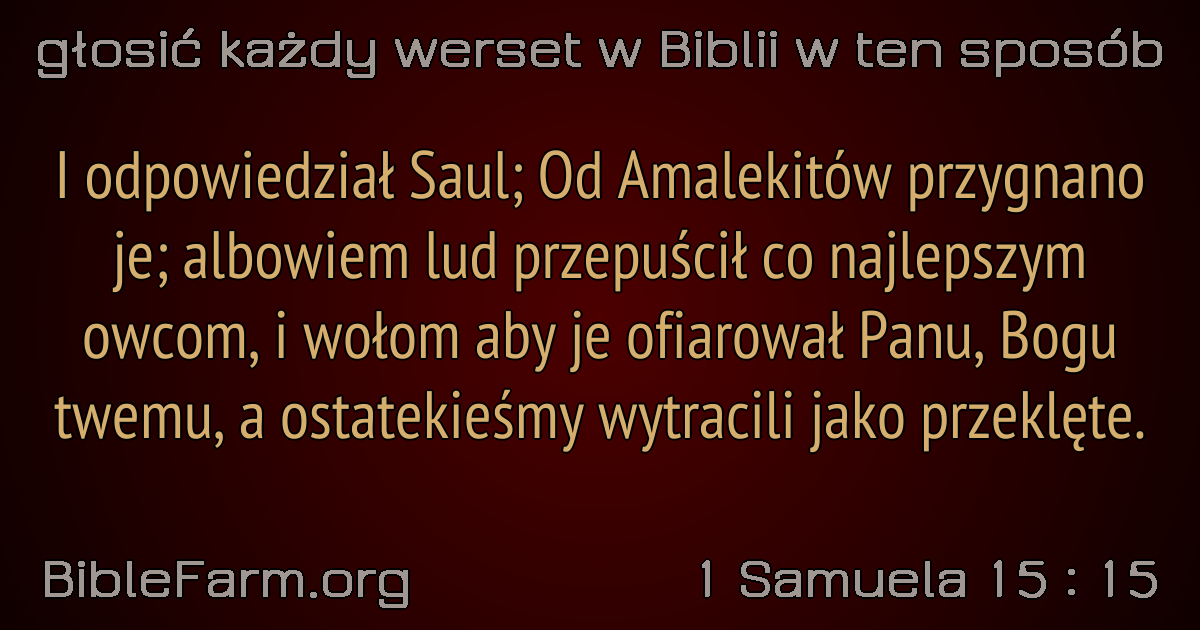 głosić każdy werset w Biblii w ten sposób
I odpowiedział Saul; Od Amalekitów przygnano
je; albowiem lud przepuścił co najlepszym
owcom, i wołom aby je ofiarował Panu, Bogu
twemu, a ostatekieśmy wytracili jako przeklęte.
BibleFarm.org
1 Samuela 15 : 15